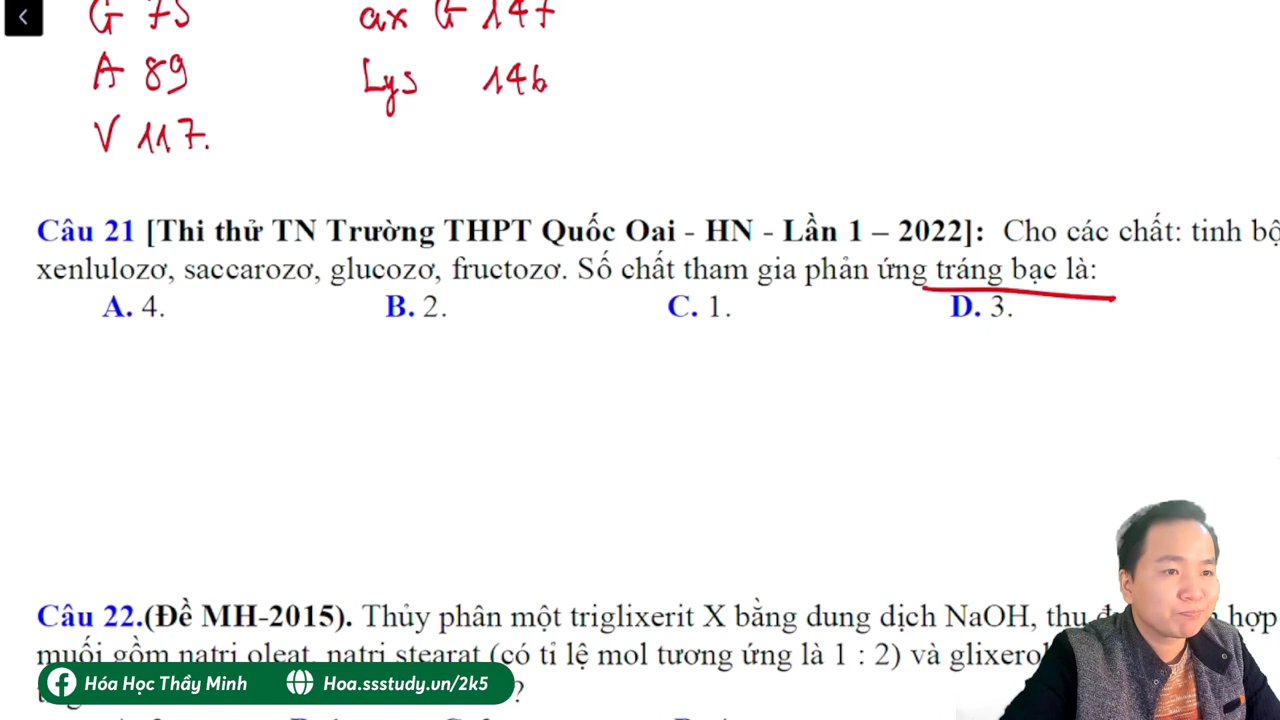 G 75 ax G 147
A 89 Lys 146
V 117.
Câu 21 [Thi thử TN Trường THPT Quốc Oai - HN - Lần 1 – 2022]: Cho các chất: tinh bộ
xenlulozơ, saccarozơ, glucozơ, fructozơ. Số chất tham gia phản ứng tráng bạc là:
A. 4. B. 2. C. 1. D. 3.
Câu 22.(Đề MH-2015). Thủy phân một triglixerit X bằng dung dịch NaOH, thu hợp
muối gồm natri oleat, natri stearat (có tỉ lệ mol tương ứng là 1 : 2) và glixerol
?
Hóa Học Thầy Minh Hoa.ssstudy.vn/2k5